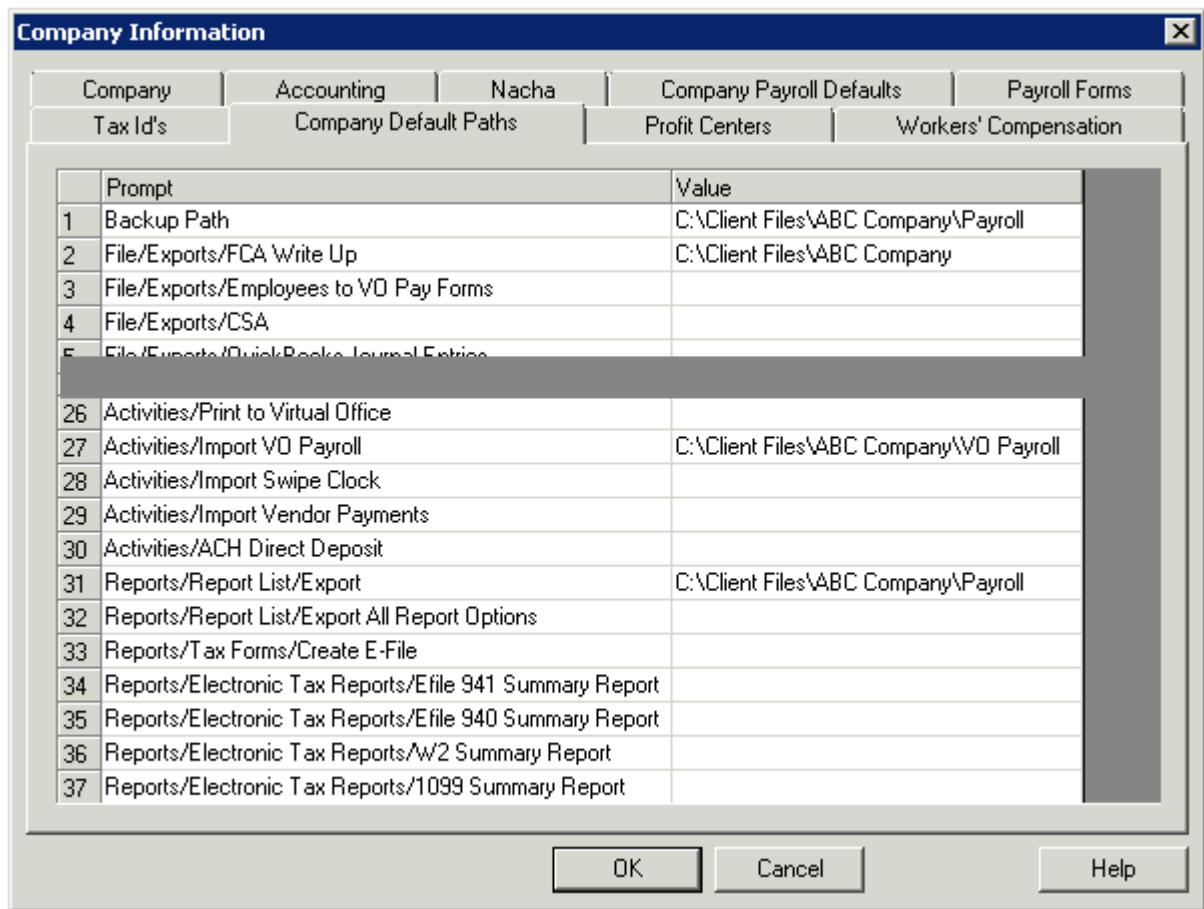 Company Information
Company Accounting Nacha Company Payroll Defaults Payroll Forms
Tax Id's Company Default Paths Profit Centers Workers' Compensation
Prompt Value
1 Backup Path C:\Client Files\ABC Company\Payroll
2 File/Exports/FCA Write Up C:\Client Files\ABC Company
3 File/Exports/Employees to VO Pay Forms
4 File/Exports/CSA
5 File/Exports/QuickBooks Journal Entries
26 Activities/Print to Virtual Office
27 Activities/Import VO Payroll C:\Client Files\ABC Company\VO Payroll
28 Activities/Import Swipe Clock
29 Activities/Import Vendor Payments
30 Activities/ACH Direct Deposit
31 Reports/Report List/Export C:\Client Files\ABC Company\Payroll
32 Reports/Report List/Export All Report Options
33 Reports/Tax Forms/Create E-File
34 Reports/Electronic Tax Reports/Efile 941 Summary Report
35 Reports/Electronic Tax Reports/Efile 940 Summary Report
36 Reports/Electronic Tax Reports/W2 Summary Report
37 Reports/Electronic Tax Reports/1099 Summary Report
OK Cancel Help